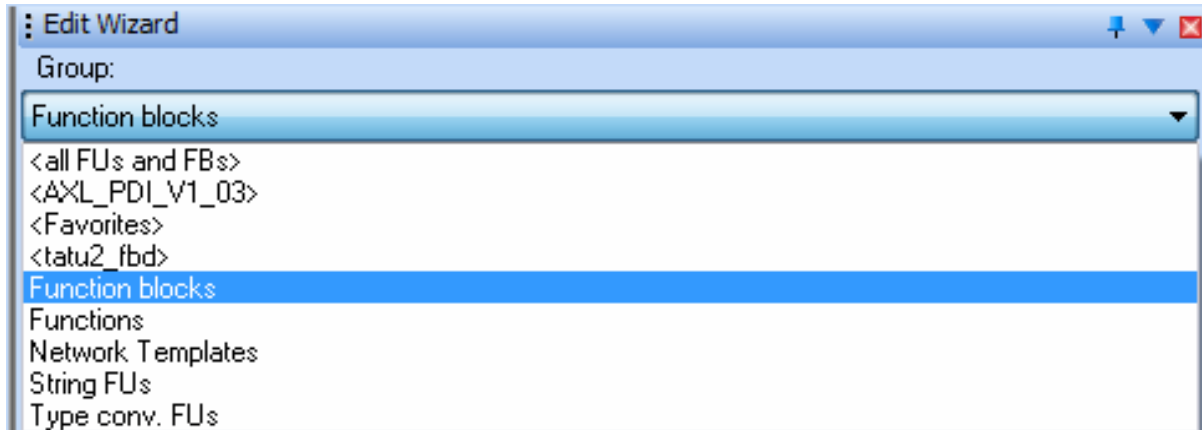 Edit Wizard
Group:
Function blocks
<all FUs and FBs>
<AXL_PDI_V1_03>
<Favorites>
<tatu2_fbd>
Function blocks
Functions
Network Templates
String FUs
Type conv. FUs